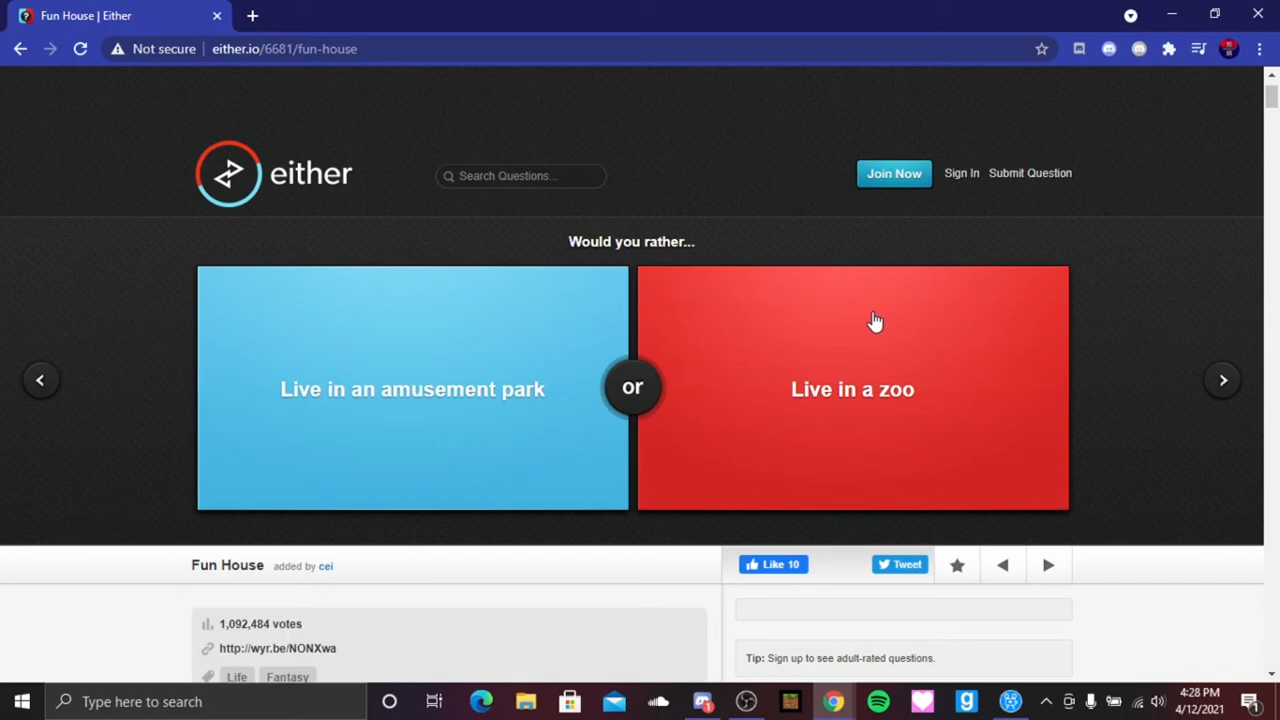 Fun House | Either
Not secure
either.io/6681/fun-house
either
Search Questions...
Join Now
Sign In
Submit Question
Would you rather...
Live in an amusement park
or
Live in a zoo
Fun House added by cei
Like 10
Tweet
1,092,484 votes
http://wyr.be/NONXwa
Life
Fantasy
Tip: Sign up to see adult-rated questions.
Type here to search
4:28 PM
4/12/2021
1